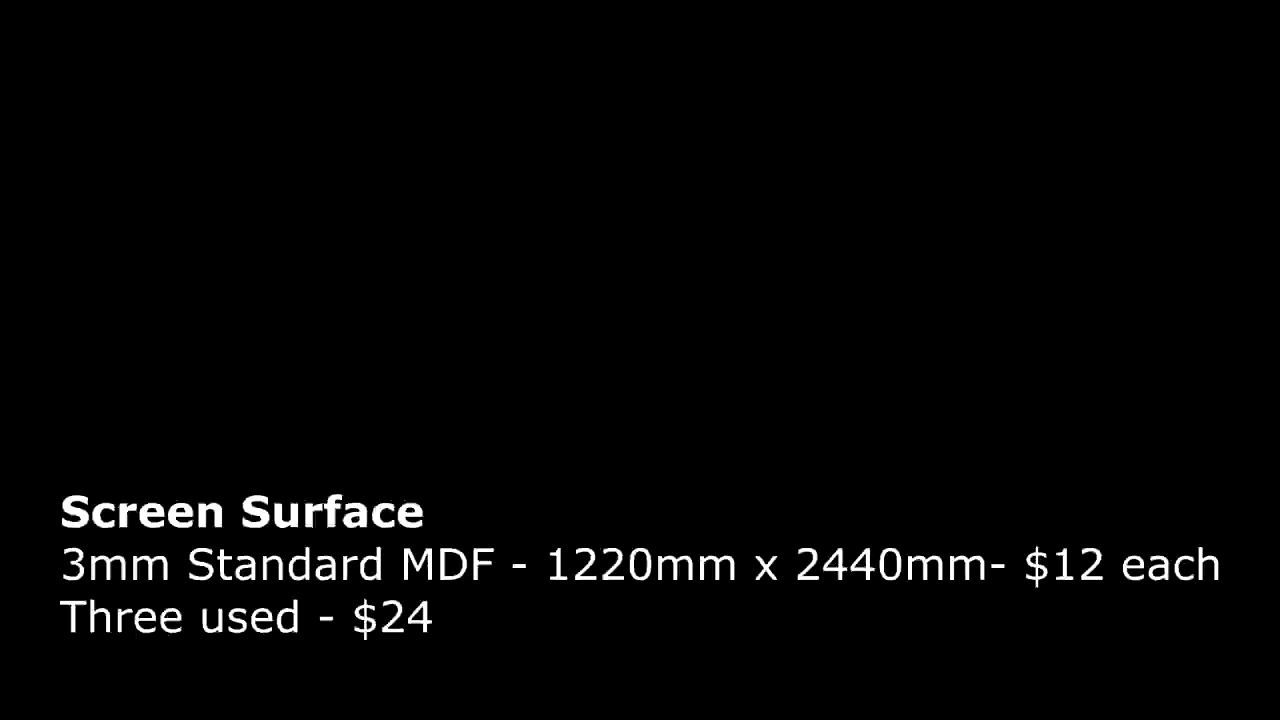 Screen Surface
3mm Standard MDF - 1220mm x 2440mm- $12 each
Three used - $24